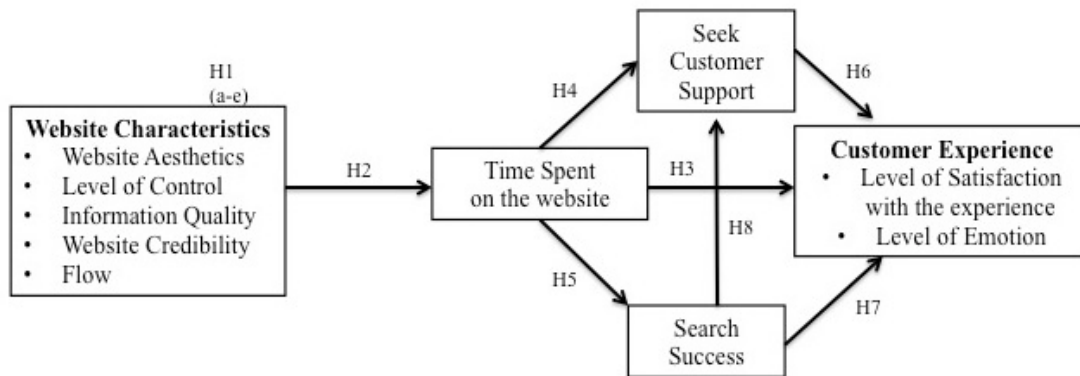 H1
(a-e)
Website Characteristics
• Website Aesthetics
• Level of Control
• Information Quality
• Website Credibility
• Flow
H2
Time Spent
on the website
H4
H5
Seek
Customer
Support
H3
H8
Search
Success
H6
H7
Customer Experience
• Level of Satisfaction
with the experience
• Level of Emotion